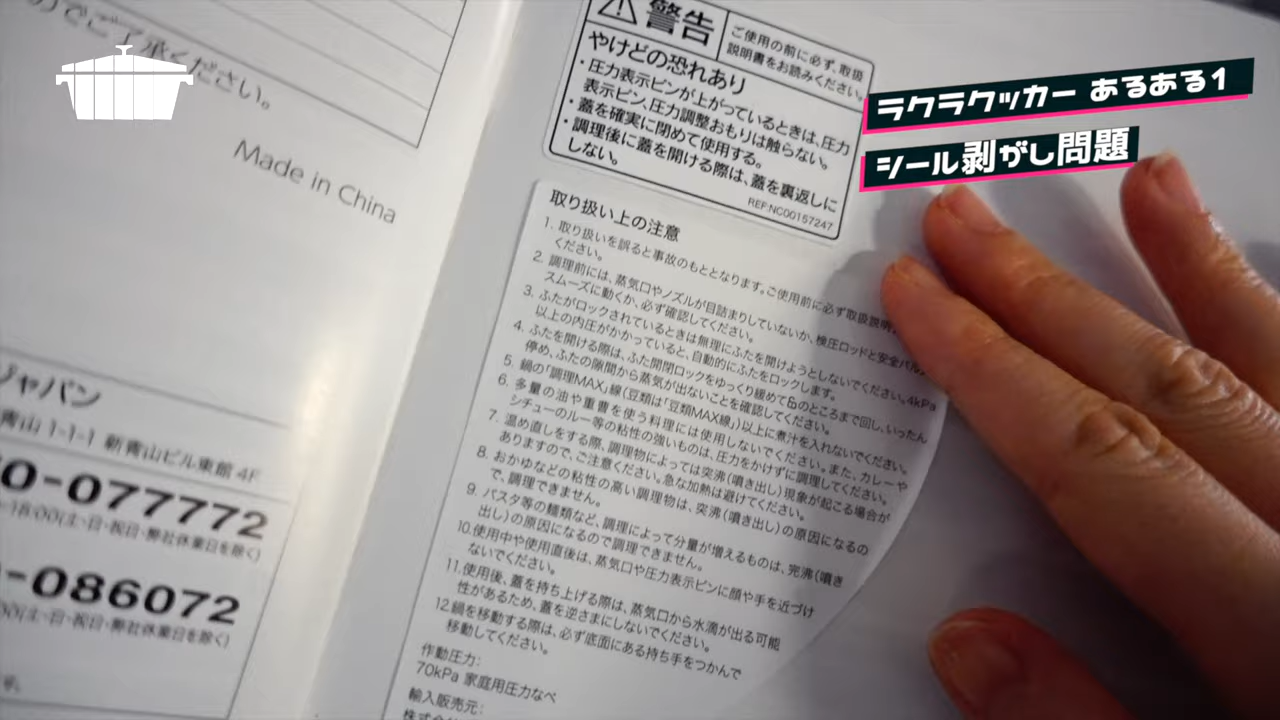 のでご了承ください。
Made in China
ジャパン
青山 1-1-1 新青山ビル東館 4F
0-077772
-18:00(土・日・祝日・弊社休業日を除く)
-086072
00(土・日・祝日・弊社休業日を除く)
警告
ご使用の前に必ず、取扱
説明書をお読みください。
やけどの恐れあり
・圧力表示ピンが上がっているときは、圧力
表示ピン、圧力調整おもりは触らない。
・蓋を確実に閉めて使用する。
・調理後に蓋を開ける際は、蓋を裏返しに
しない。
REF:NC00157247
ラクラクッカー あるある1
シール剥がし問題
取り扱い上の注意
1. 取り扱いを誤ると事故のもととなります。ご使用前に必ず取扱説明
ください。
2. 調理前には、蒸気口やノズルが目詰まりしていないか、検圧ロッドと安全バル
スムーズに動くか、必ず確認してください。
3. ふたがロックされているときは無理にふたを開けようとしないでください。4kPa
以上の内圧がかかっていると、自動的にふたをロックします。
4. ふたを開ける際は、ふた開閉ロックをゆっくり緩めての のところまで回し、いったん
停め、ふたの隙間から蒸気が出ないことを確認してください。
5. 鍋の「調理MAX」線(豆類は「豆類MAX線」)以上に煮汁を入れないでください。
6. 多量の油や重曹を使う料理には使用しないでください。また、カレーや
シチューのルー等の粘性の強いものは、圧力をかけずに調理してください。
7. 温め直しをする際、調理物によっては突沸(噴き出し)現象が起こる場合が
ありますので、ご注意ください。急な加熱は避けてください。
8. おかゆなどの粘性の高い調理物は、突沸(噴き出し)の原因になるの
で、調理できません。
9. パスタ等の麺類など、調理によって分量が増えるものは、突沸(噴き
出し)の原因になるので調理できません。
10.使用中や使用直後は、蒸気口や圧力表示ピンに顔や手を近づけ
ないでください。
11.使用後、蓋を持ち上げる際は、蒸気口から水滴が出る可能
性があるため、蓋を逆さまにしないでください。
12.鍋を移動する際は、必ず底面にある持ち手をつかんで
移動してください。
作動圧力:
70kPa 家庭用圧力なべ
輸入販売元:
株式会